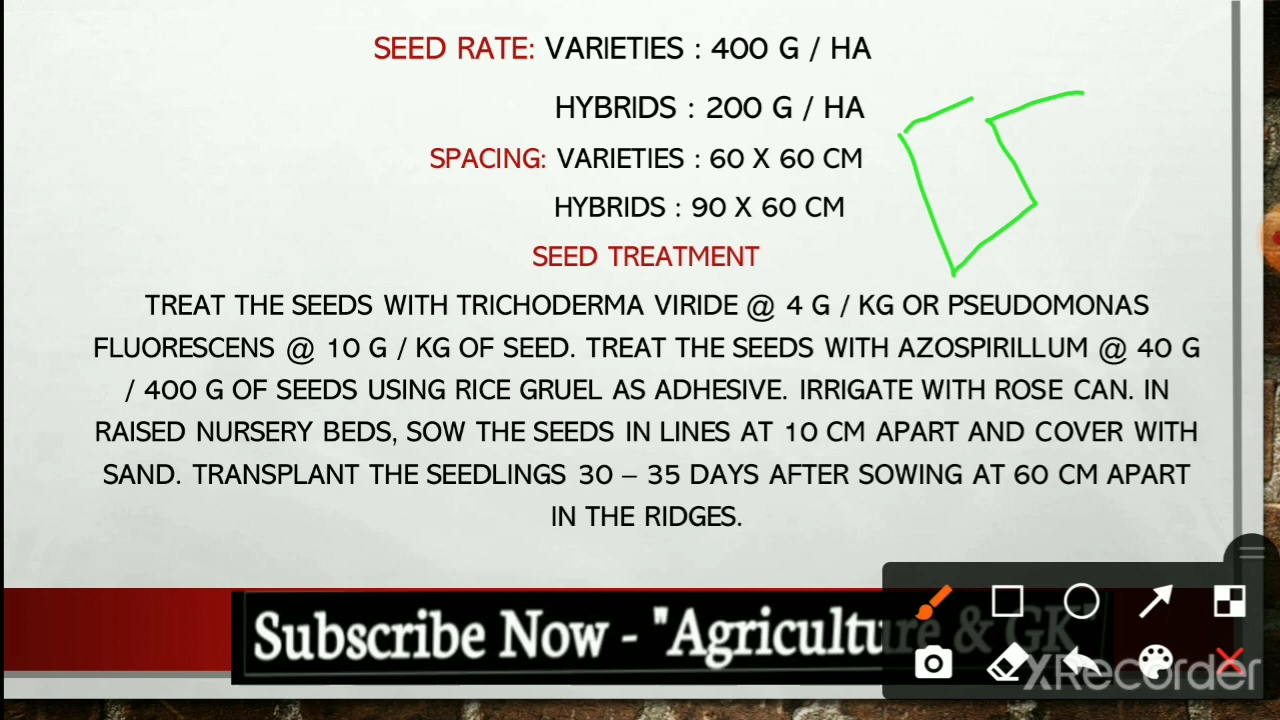 SEED RATE: VARIETIES : 400 G / HA
HYBRIDS : 200 G / HA
SPACING: VARIETIES : 60 X 60 CM
HYBRIDS : 90 X 60 CM
SEED TREATMENT
TREAT THE SEEDS WITH TRICHODERMA VIRIDE @ 4 G / KG OR PSEUDOMONAS
FLUORESCENS @ 10 G / KG OF SEED. TREAT THE SEEDS WITH AZOSPIRILLUM @ 40 G
/ 400 G OF SEEDS USING RICE GRUEL AS ADHESIVE. IRRIGATE WITH ROSE CAN. IN
RAISED NURSERY BEDS, SOW THE SEEDS IN LINES AT 10 CM APART AND COVER WITH
SAND. TRANSPLANT THE SEEDLINGS 30 – 35 DAYS AFTER SOWING AT 60 CM APART
IN THE RIDGES.
Subscribe Now - "Agriculture & GK"
XRecorder